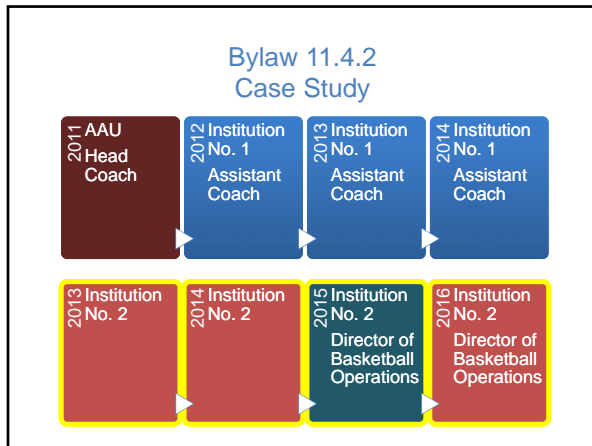 Bylaw 11.4.2
Case Study
2011
AAU
Head
Coach
2012
Institution
No. 1
Assistant
Coach
2013
Institution
No. 1
Assistant
Coach
2014
Institution
No. 1
Assistant
Coach
2013
Institution
No. 2
2014
Institution
No. 2
2015
Institution
No. 2
Director of
Basketball
Operations
2016
Institution
No. 2
Director of
Basketball
Operations